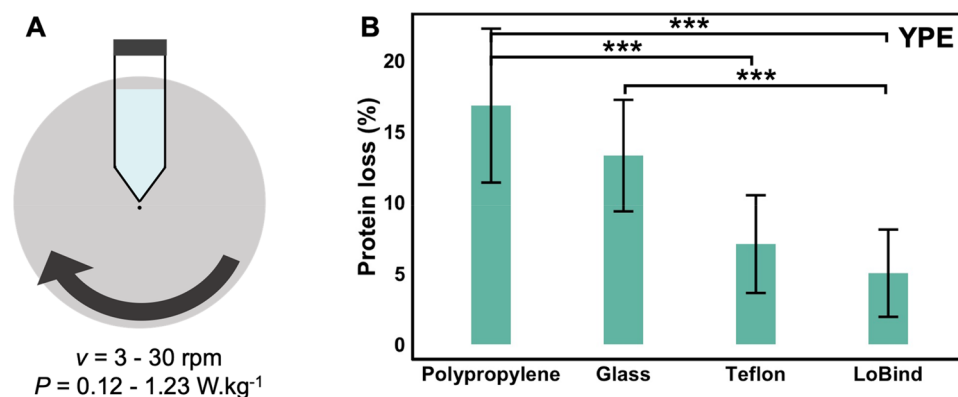 A
v = 3 - 30 rpm
P = 0.12 - 1.23 W.kg⁻¹
B
YPE
***
***
***
Protein loss (%)
20
15
10
5
0
Polypropylene Glass Teflon LoBind